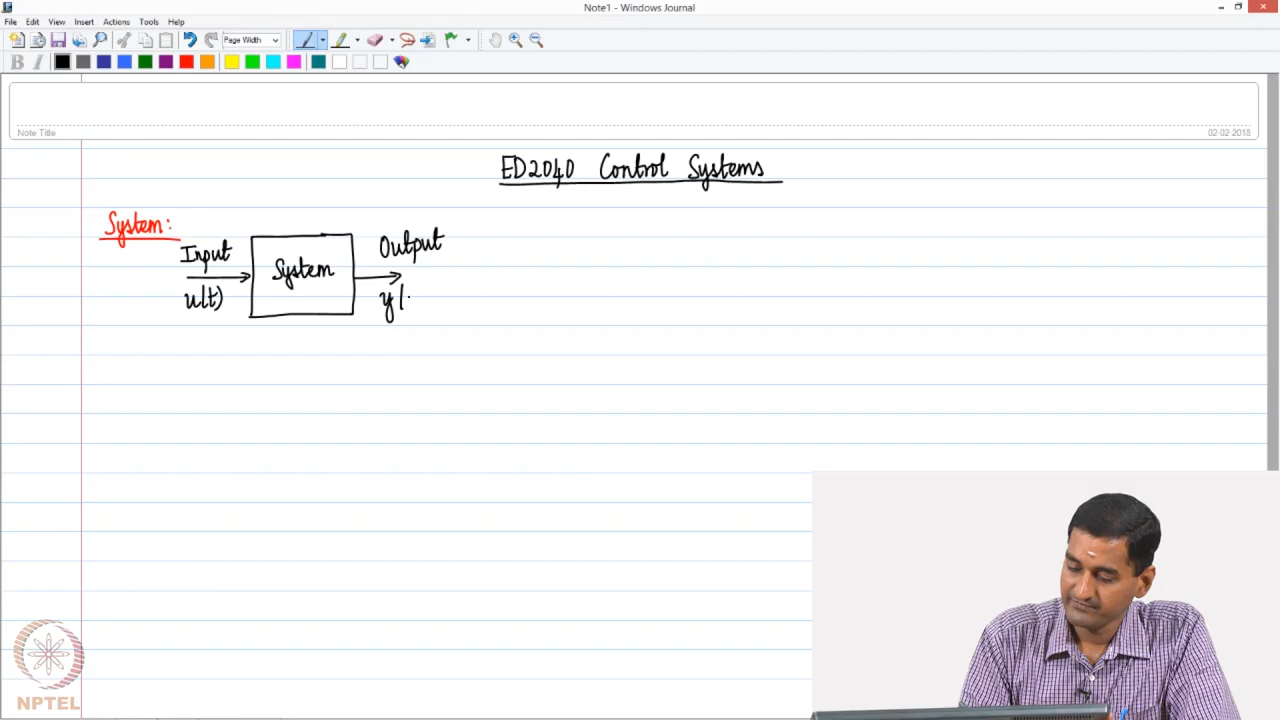 Note1 - Windows Journal
File Edit View Insert Actions Tools Help
Page Width
B I
Note Title
02-02-2018
ED2040 Control Systems
System:
Input
Output
System
u(t)
y(
NPTEL